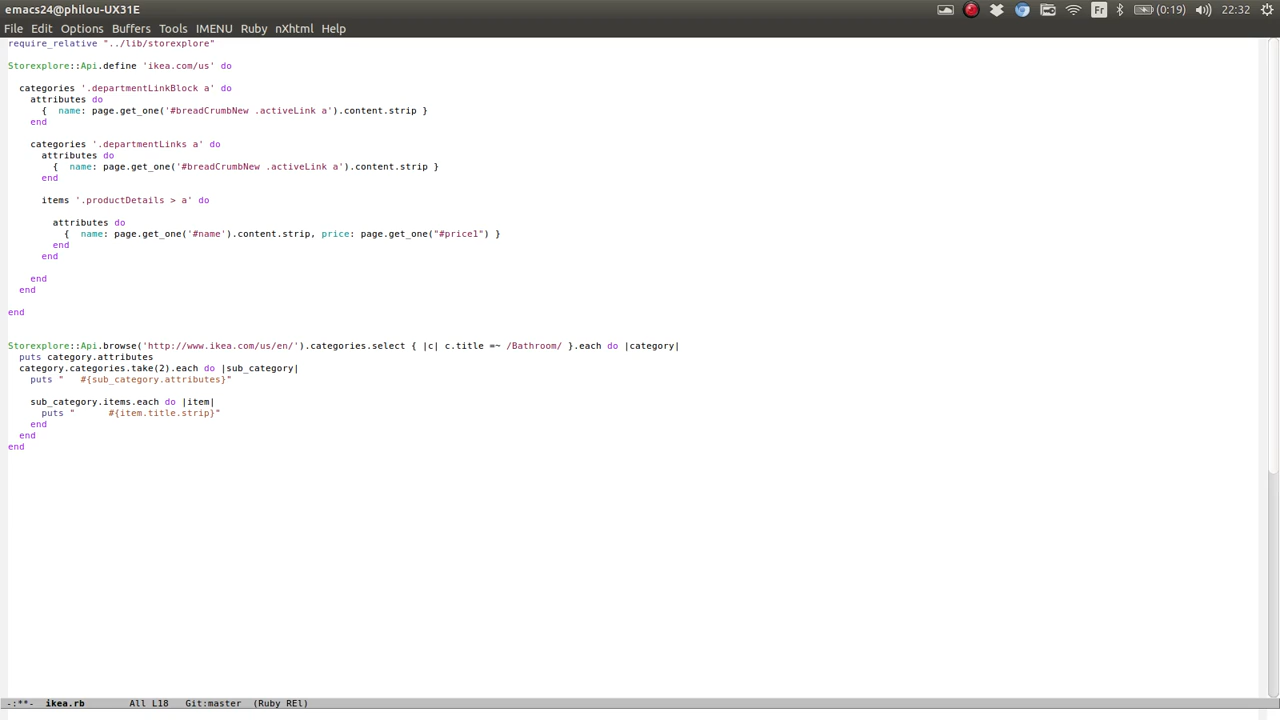 emacs24@philou-UX31E Fr (0:19) 22:32
File Edit Options Buffers Tools IMENU Ruby nXhtml Help
require_relative "../lib/storexplore"
Storexplore::Api.define 'ikea.com/us' do
categories '.departmentLinkBlock a' do
attributes do
{  name: page.get_one('#breadCrumbNew .activeLink a').content.strip }
end
categories '.departmentLinks a' do
attributes do
{  name: page.get_one('#breadCrumbNew .activeLink a').content.strip }
end
items '.productDetails > a' do
attributes do
{  name: page.get_one('#name').content.strip, price: page.get_one("#price1") }
end
end
end
end
end
Storexplore::Api.browse('http://www.ikea.com/us/en/').categories.select { |c| c.title =~ /Bathroom/ }.each do |category|
puts category.attributes
category.categories.take(2).each do |sub_category|
puts "   #{sub_category.attributes}"
sub_category.items.each do |item|
puts "      #{item.title.strip}"
end
end
end
-:**-  ikea.rb        All L18   Git:master  (Ruby REl)